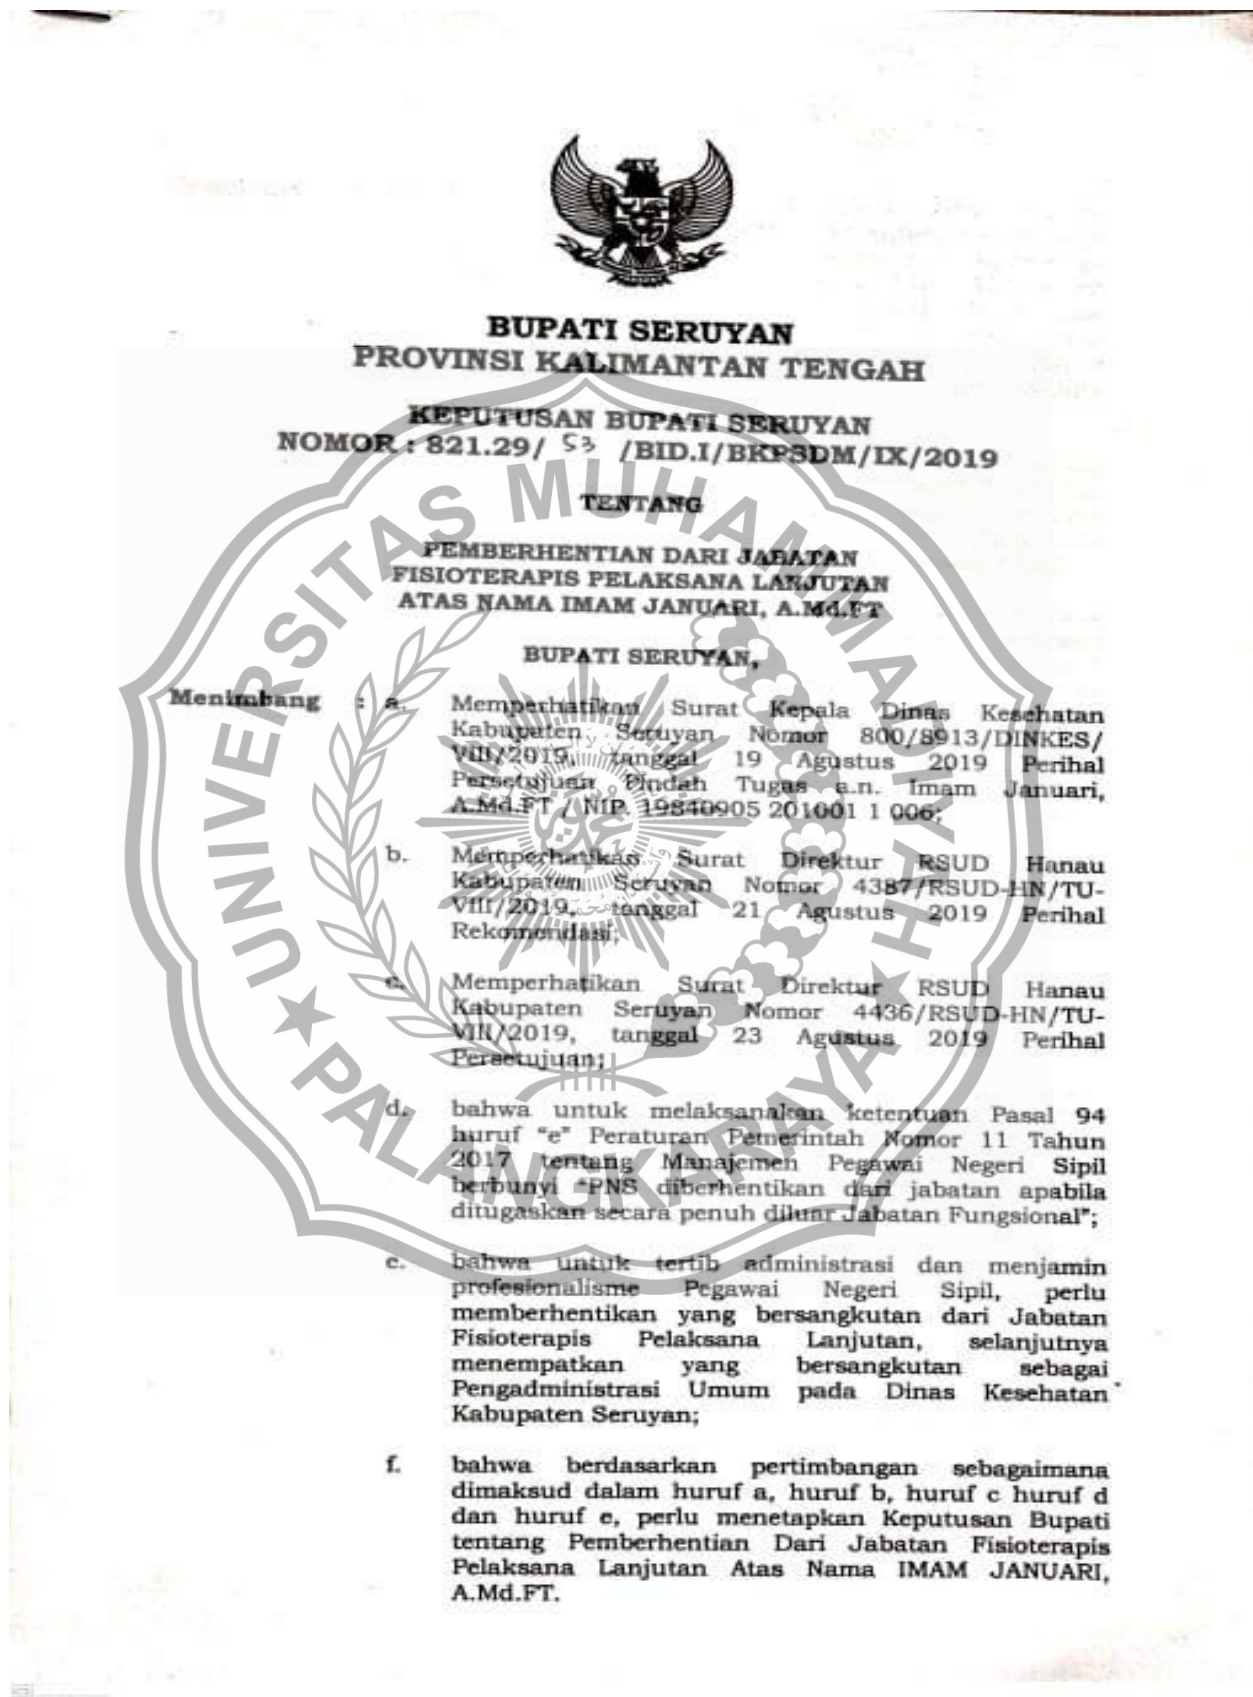 BUPATI SERUYAN
PROVINSI KALIMANTAN TENGAH
KEPUTUSAN BUPATI SERUYAN
NOMOR : 821.29/ 53 /BID.I/BKPSDM/IX/2019
TENTANG
PEMBERHENTIAN DARI JABATAN
FISIOTERAPIS PELAKSANA LANJUTAN
ATAS NAMA IMAM JANUARI, A.Md.FT
BUPATI SERUYAN,
Menimbang : a. Memperhatikan Surat Kepala Dinas Kesehatan
Kabupaten Seruyan Nomor 800/8913/DINKES/
VIII/2019, tanggal 19 Agustus 2019 Perihal
Persetujuan Pindah Tugas a.n. Imam Januari,
A.Md.FT / NIP. 19840905 201001 1 006;
b. Memperhatikan Surat Direktur RSUD Hanau
Kabupaten Seruyan Nomor 4387/RSUD-HN/TU-
VIII/2019, tanggal 21 Agustus 2019 Perihal
Rekomendasi;
c. Memperhatikan Surat Direktur RSUD Hanau
Kabupaten Seruyan Nomor 4436/RSUD-HN/TU-
VIII/2019, tanggal 23 Agustus 2019 Perihal
Persetujuan;
d. bahwa untuk melaksanakan ketentuan Pasal 94
huruf "e" Peraturan Pemerintah Nomor 11 Tahun
2017 tentang Manajemen Pegawai Negeri Sipil
berbunyi "PNS diberhentikan dari jabatan apabila
ditugaskan secara penuh diluar Jabatan Fungsional";
e. bahwa untuk tertib administrasi dan menjamin
profesionalisme Pegawai Negeri Sipil, perlu
memberhentikan yang bersangkutan dari Jabatan
Fisioterapis Pelaksana Lanjutan, selanjutnya
menempatkan yang bersangkutan sebagai
Pengadministrasi Umum pada Dinas Kesehatan
Kabupaten Seruyan;
f. bahwa berdasarkan pertimbangan sebagaimana
dimaksud dalam huruf a, huruf b, huruf c huruf d
dan huruf e, perlu menetapkan Keputusan Bupati
tentang Pemberhentian Dari Jabatan Fisioterapis
Pelaksana Lanjutan Atas Nama IMAM JANUARI,
A.Md.FT.
UNIVERSITAS MUHAMMADIYAH
PALANGKARAYA